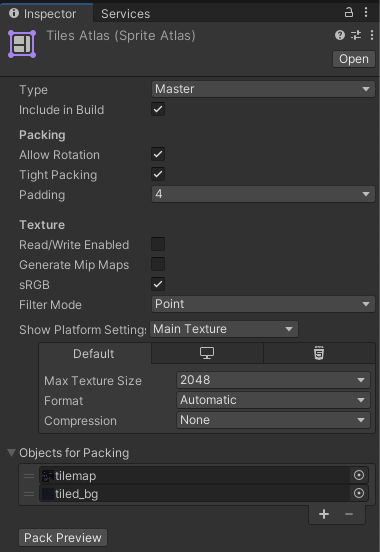 Inspector Services
Tiles Atlas (Sprite Atlas)
Open
Type Master
Include in Build
Packing
Allow Rotation
Tight Packing
Padding 4
Texture
Read/Write Enabled
Generate Mip Maps
sRGB
Filter Mode Point
Show Platform Setting: Main Texture
Default
Max Texture Size 2048
Format Automatic
Compression None
Objects for Packing
tilemap
tiled_bg
Pack Preview